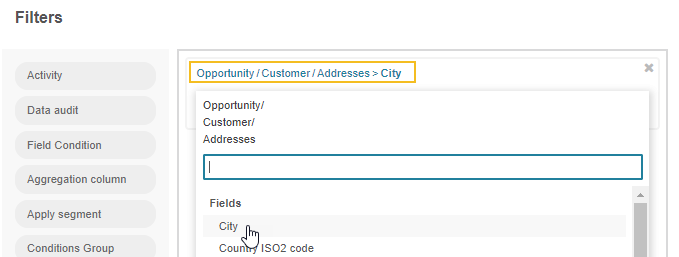 Filters
Activity
Data audit
Field Condition
Aggregation column
Apply segment
Conditions Group
Opportunity / Customer / Addresses > City
Opportunity/
Customer/
Addresses
Fields
City
Country ISO2 code